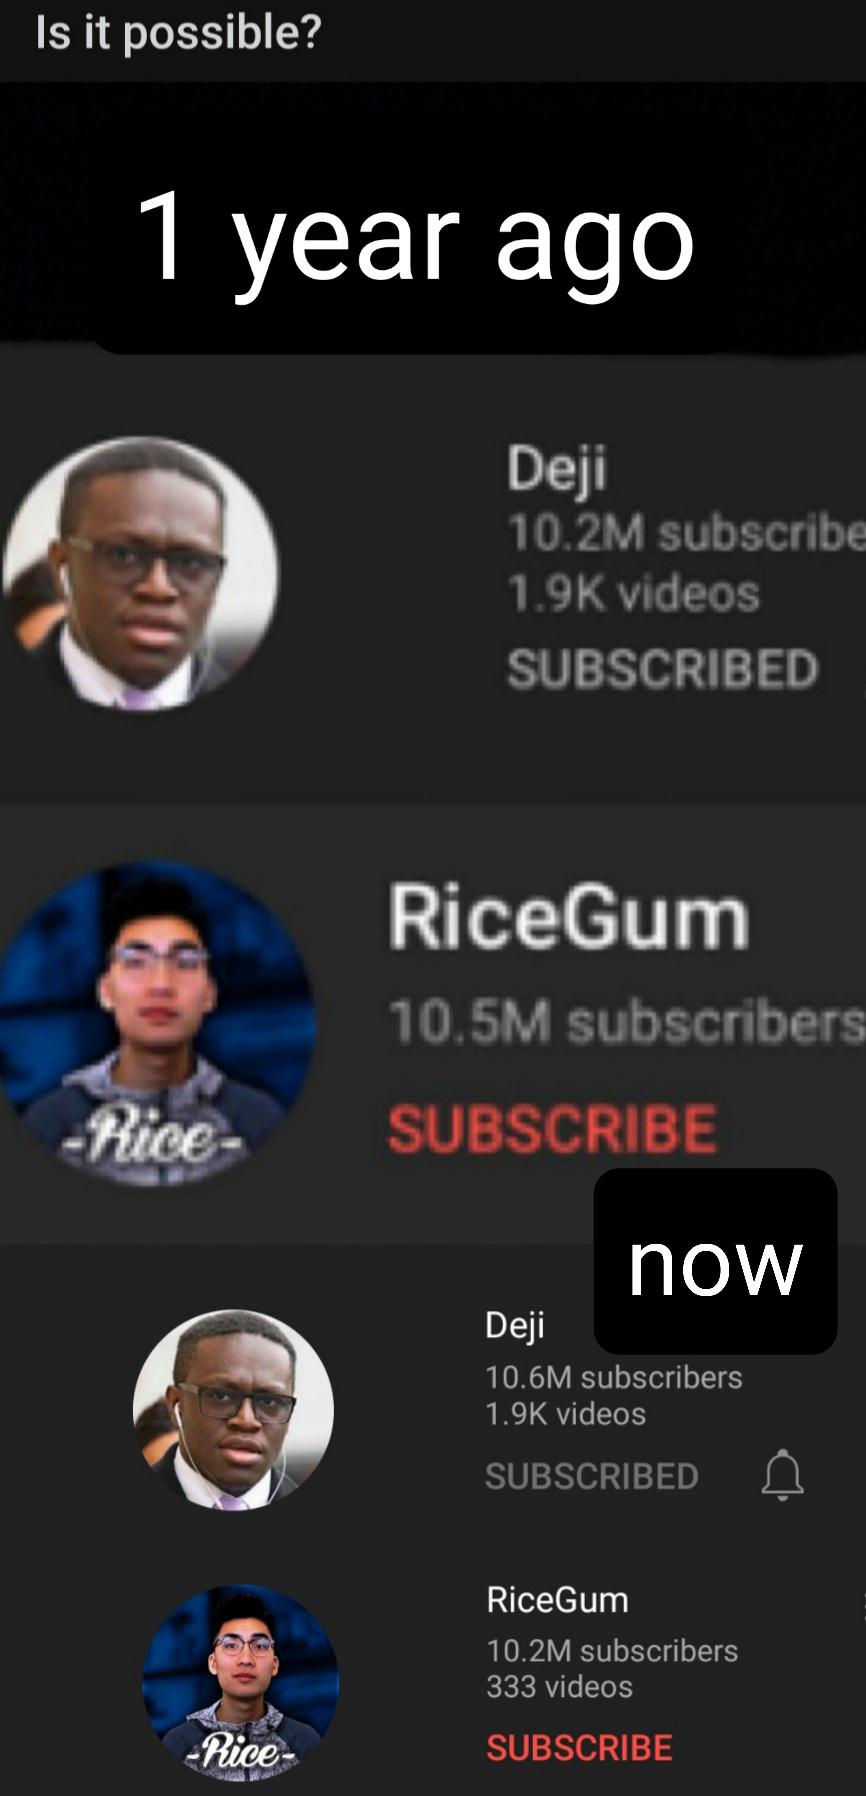 Is it possible?
1 year ago
Deji
10.2M subscribe
1.9K videos
SUBSCRIBED
RiceGum
10.5M subscribers
SUBSCRIBE
-Rice-
now
Deji
10.6M subscribers
1.9K videos
SUBSCRIBED
RiceGum
10.2M subscribers
333 videos
SUBSCRIBE
-Rice-